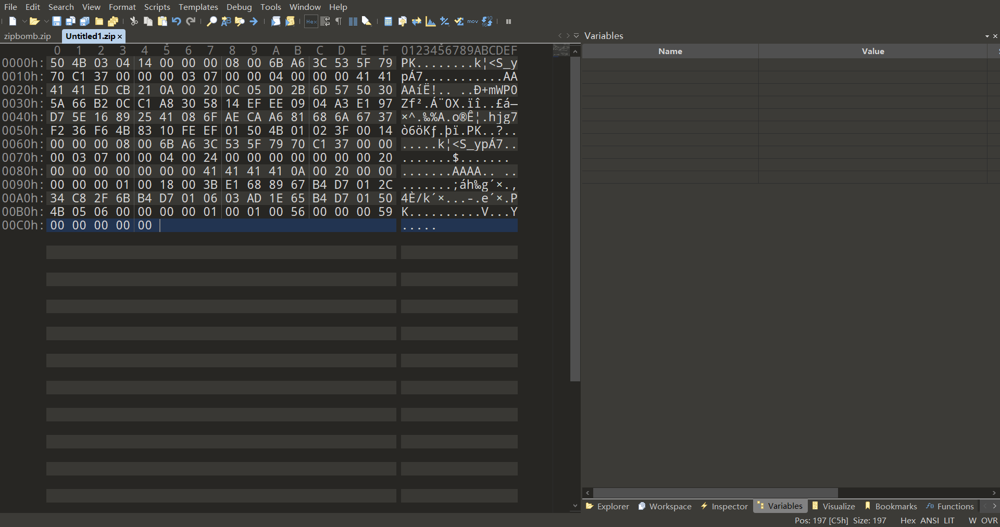 File Edit Search View Format Scripts Templates Debug Tools Window Help
Hex mov
zipbomb.zip Untitled1.zip × Variables
0 1 2 3 4 5 6 7 8 9 A B C D E F 0123456789ABCDEF Name Value
0000h: 50 4B 03 04 14 00 00 00 08 00 6B A6 3C 53 5F 79 PK........k¦<S_y
0010h: 70 C1 37 00 00 00 03 07 00 00 04 00 00 00 41 41 pÁ7...........AA
0020h: 41 41 ED CB 21 0A 00 20 0C 05 D0 2B 6D 57 50 30 AAíË!.. ..Ð+mWP0
0030h: 5A 66 B2 0C C1 A8 30 58 14 EF EE 09 04 A3 E1 97 Zf².Á¨0X.ïî..£á—
0040h: D7 5E 16 89 25 41 08 6F AE CA A6 81 68 6A 67 37 ×^.‰%A.o®Ê¦.hjg7
0050h: F2 36 F6 4B 83 10 FE EF 01 50 4B 01 02 3F 00 14 ò6öKƒ.þï.PK..?..
0060h: 00 00 00 08 00 6B A6 3C 53 5F 79 70 C1 37 00 00 .....k¦<S_ypÁ7..
0070h: 00 03 07 00 00 04 00 24 00 00 00 00 00 00 00 20 .......$.......
0080h: 00 00 00 00 00 00 00 41 41 41 41 0A 00 20 00 00 .......AAAA.. ..
0090h: 00 00 00 01 00 18 00 3B E1 68 89 67 B4 D7 01 2C .......;áh‰g´×.,
00A0h: 34 C8 2F 6B B4 D7 01 06 03 AD 1E 65 B4 D7 01 50 4È/k´×...-.e´×.P
00B0h: 4B 05 06 00 00 00 00 01 00 01 00 56 00 00 00 59 K..........V...Y
00C0h: 00 00 00 00 00 .....
Explorer Workspace Inspector Variables Visualize Bookmarks Functions
Pos: 197 [C5h] Size: 197 Hex ANSI LIT W OVR